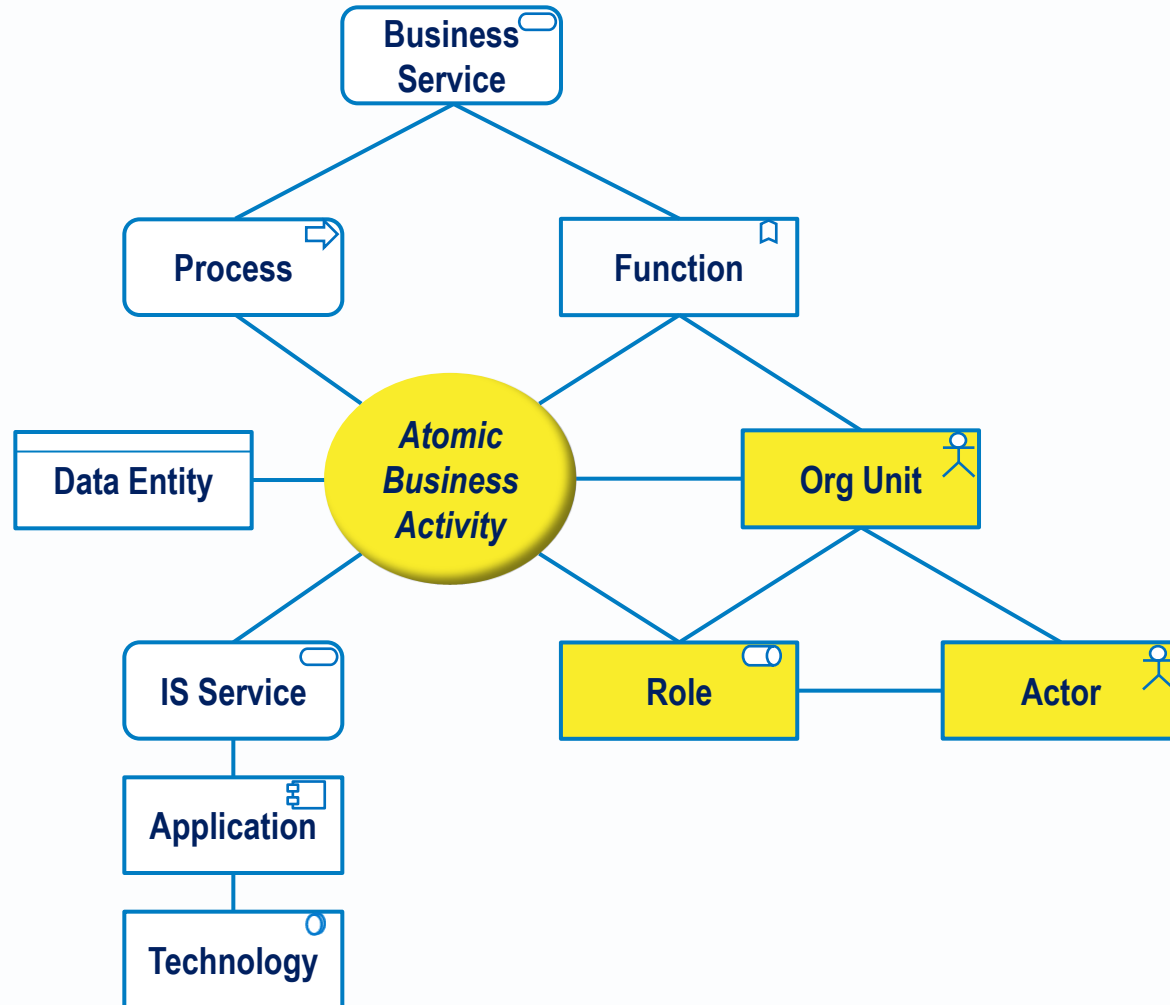 Business
Service
Process
Function
Atomic
Business
Activity
Data Entity
Org Unit
IS Service
Role
Actor
Application
Technology